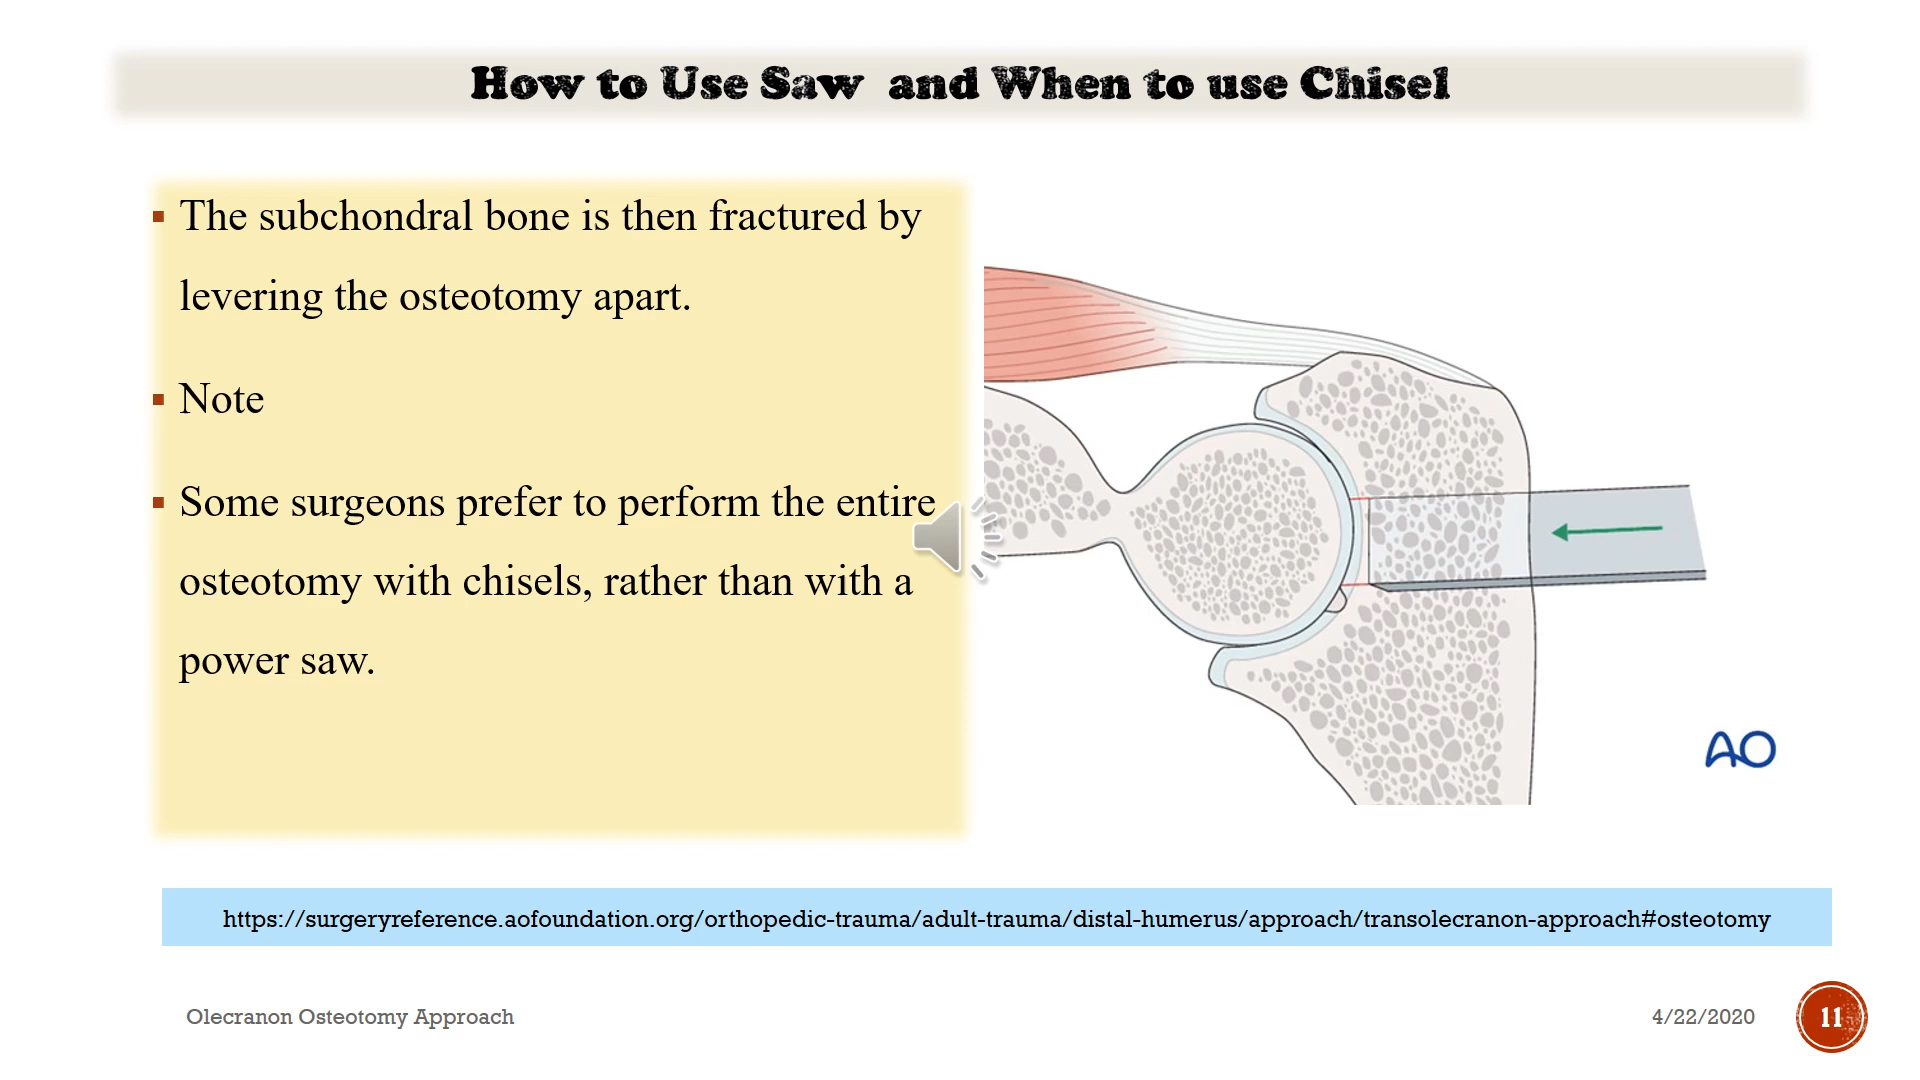 How to Use Saw and When to use Chisel
The subchondral bone is then fractured by
levering the osteotomy apart.
Note
Some surgeons prefer to perform the entire
osteotomy with chisels, rather than with a
power saw.
AO
https://surgeryreference.aofoundation.org/orthopedic-trauma/adult-trauma/distal-humerus/approach/transolecranon-approach#osteotomy
Olecranon Osteotomy Approach
4/22/2020
11